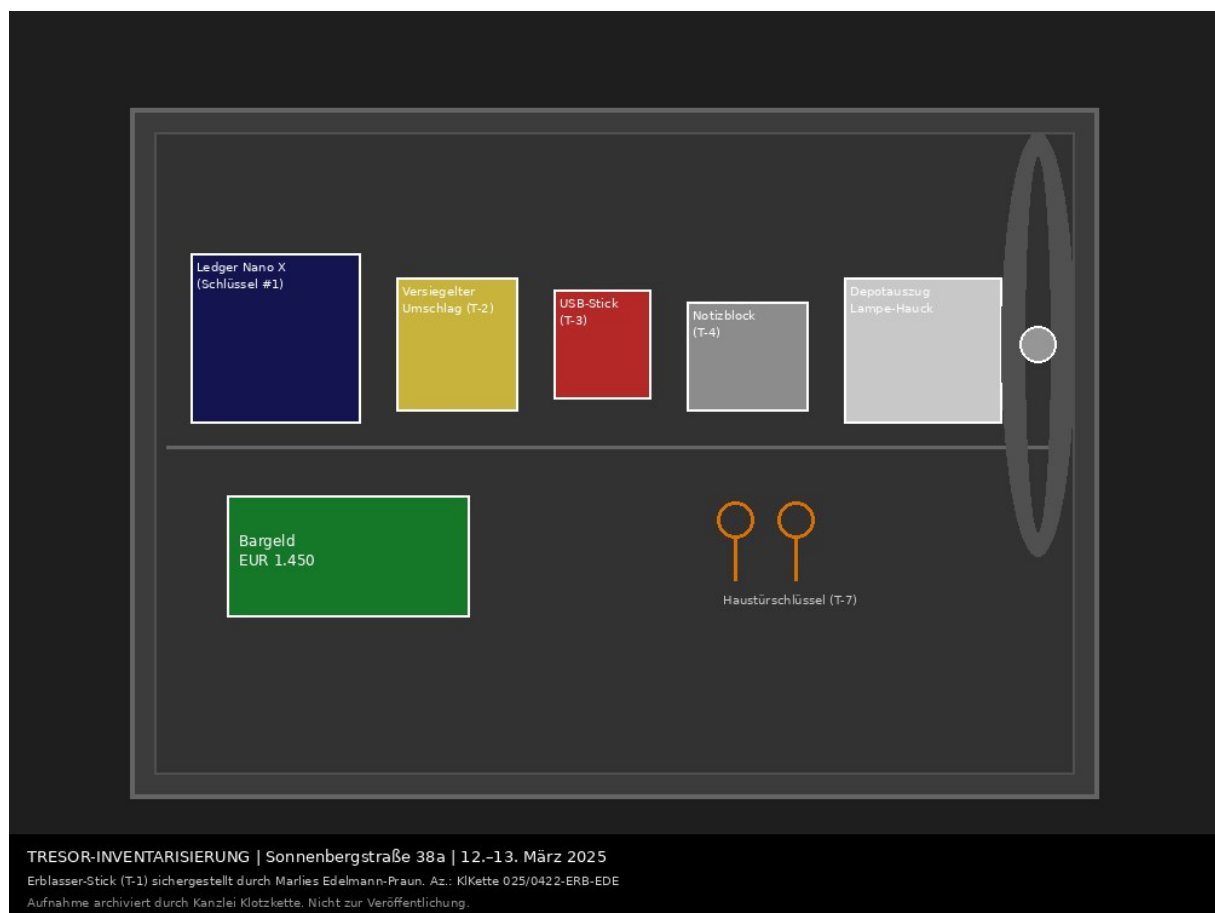 Ledger Nano X
(Schlüssel #1)
Versiegelter
Umschlag (T-2)
USB-Stick
(T-3)
Notizblock
(T-4)
Depotauszug
Lampe-Hauck
Bargeld
EUR 1.450
Haustürschlüssel (T-7)
TRESOR-INVENTARISIERUNG | Sonnenbergstraße 38a | 12.–13. März 2025
Erblasser-Stick (T-1) sichergestellt durch Marlies Edelmann-Praun. Az.: KlKette 025/0422-ERB-EDE
Aufnahme archiviert durch Kanzlei Klotzkette. Nicht zur Veröffentlichung.